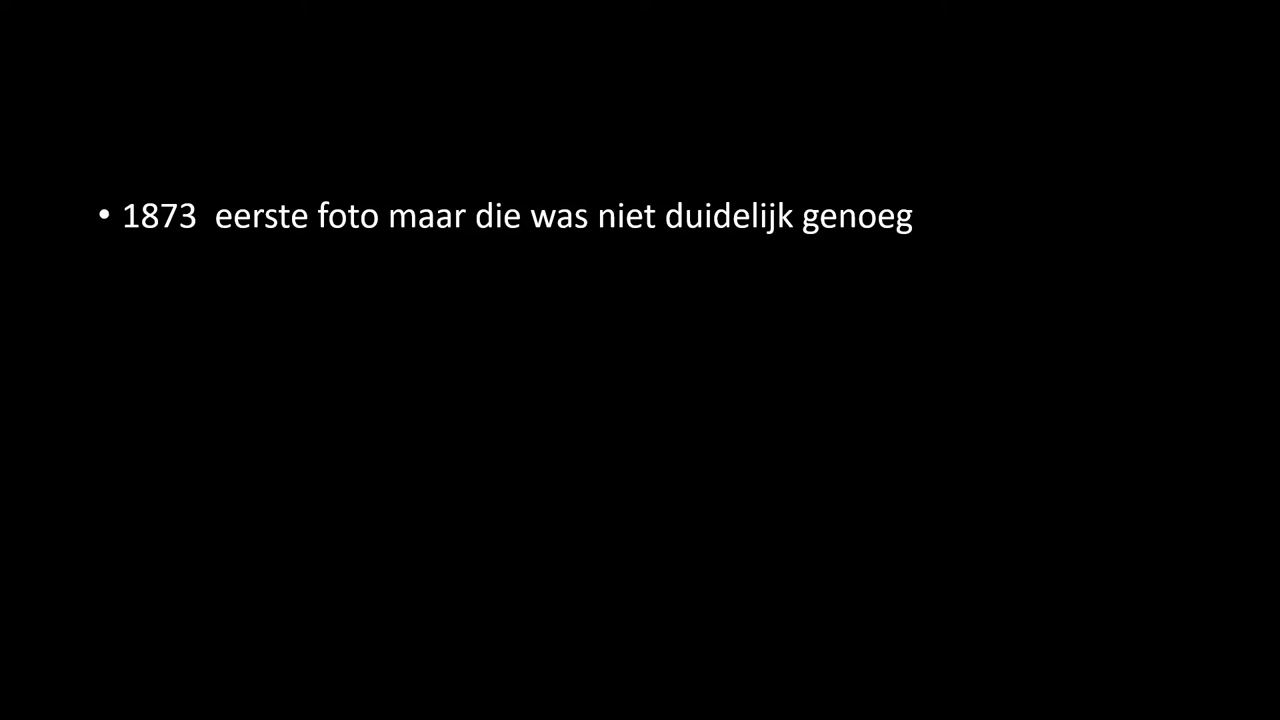 • 1873  eerste foto maar die was niet duidelijk genoeg